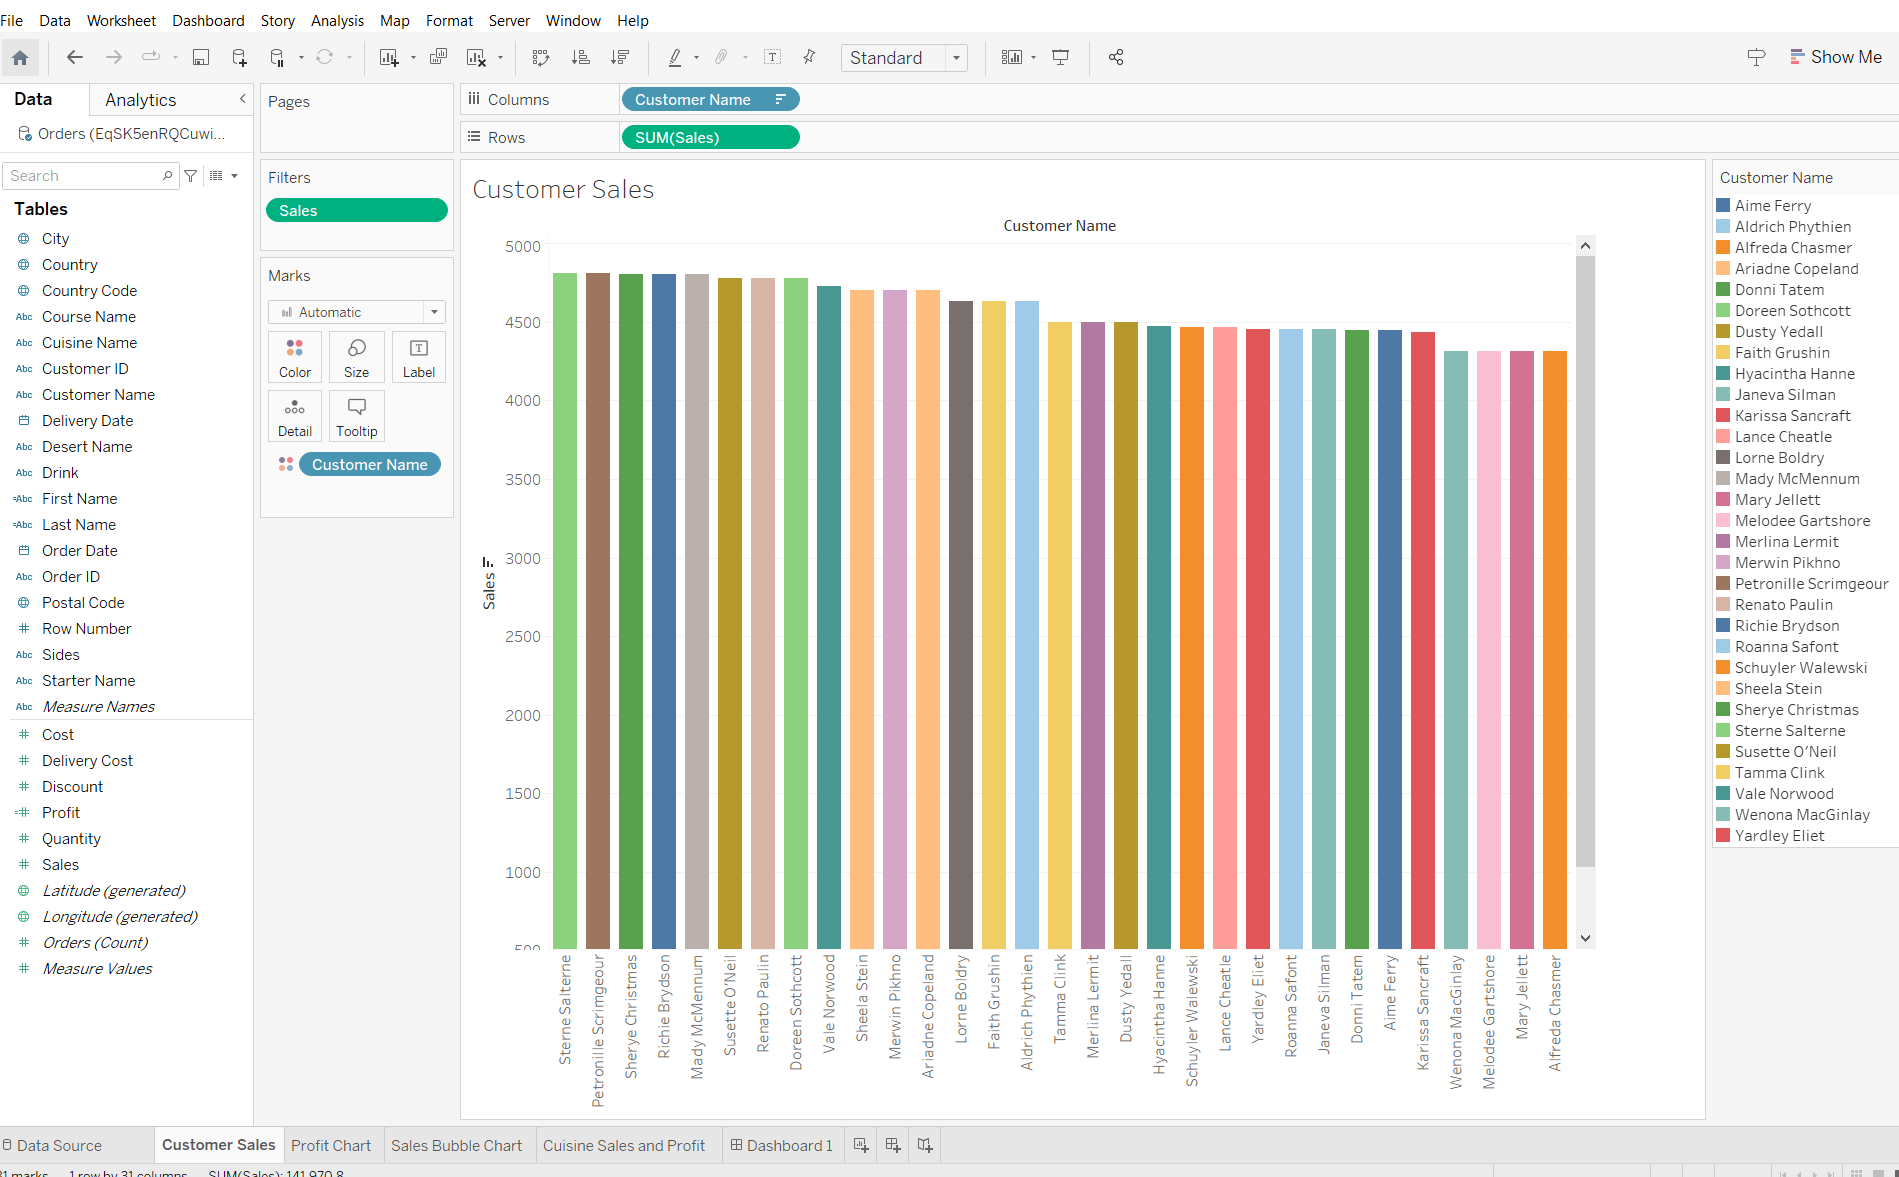 File Data Worksheet Dashboard Story Analysis Map Format Server Window Help
Standard
Show Me
Data
Analytics
Orders (EqSK5enRQCuwi...
Search
Tables
City
Country
Country Code
Abc Course Name
Abc Cuisine Name
Abc Customer ID
Abc Customer Name
Delivery Date
Abc Desert Name
Abc Drink
=Abc First Name
=Abc Last Name
Order Date
Abc Order ID
Postal Code
# Row Number
Abc Sides
Abc Starter Name
Abc Measure Names
# Cost
# Delivery Cost
# Discount
=# Profit
# Quantity
# Sales
Latitude (generated)
Longitude (generated)
# Orders (Count)
# Measure Values
Pages
Filters
Sales
Marks
Automatic
Color
Size
Label
Detail
Tooltip
Customer Name
Columns
Customer Name
Rows
SUM(Sales)
Customer Sales
Customer Name
5000
4500
4000
3500
3000
2500
2000
1500
1000
500
Sales
Sterne Salterne
Petronille Scrimgeour
Sherye Christmas
Richie Brydson
Mady McMennum
Susette O'Neil
Renato Paulin
Doreen Sothcott
Vale Norwood
Sheela Stein
Merwin Pikhno
Ariadne Copeland
Lorne Boldry
Faith Grushin
Aldrich Phythien
Tamma Clink
Merlina Lermit
Dusty Yedall
Hyacintha Hanne
Schuyler Walewski
Lance Cheatle
Yardley Eliet
Roanna Safont
Janeva Silman
Donni Tatem
Aime Ferry
Karissa Sancraft
Wenona MacGinlay
Melodee Gartshore
Mary Jellett
Alfreda Chasmer
Customer Name
Aime Ferry
Aldrich Phythien
Alfreda Chasmer
Ariadne Copeland
Donni Tatem
Doreen Sothcott
Dusty Yedall
Faith Grushin
Hyacintha Hanne
Janeva Silman
Karissa Sancraft
Lance Cheatle
Lorne Boldry
Mady McMennum
Mary Jellett
Melodee Gartshore
Merlina Lermit
Merwin Pikhno
Petronille Scrimgeour
Renato Paulin
Richie Brydson
Roanna Safont
Schuyler Walewski
Sheela Stein
Sherye Christmas
Sterne Salterne
Susette O'Neil
Tamma Clink
Vale Norwood
Wenona MacGinlay
Yardley Eliet
Data Source
Customer Sales
Profit Chart
Sales Bubble Chart
Cuisine Sales and Profit
Dashboard 1
31 marks 1 row by 31 columns SUM(Sales): 141,970.8